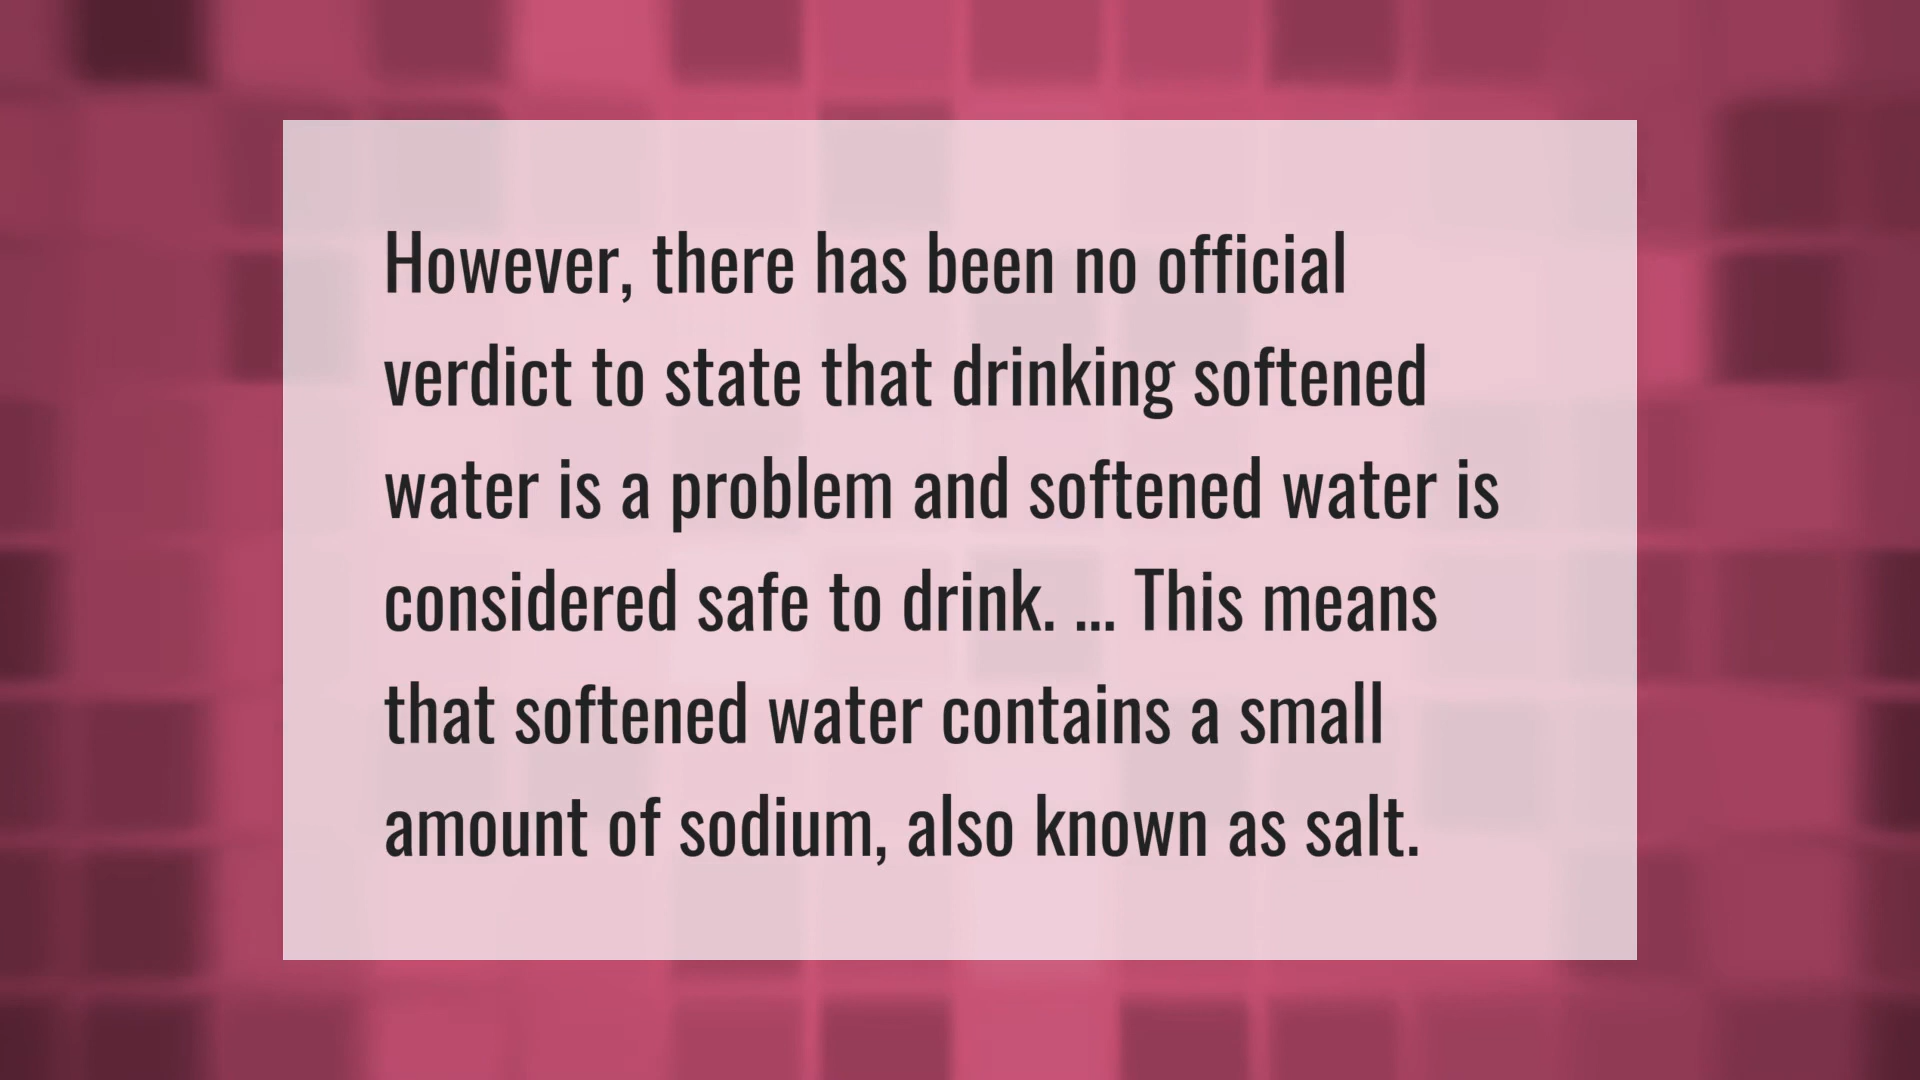 However, there has been no official
verdict to state that drinking softened
water is a problem and softened water is
considered safe to drink. ... This means
that softened water contains a small
amount of sodium, also known as salt.